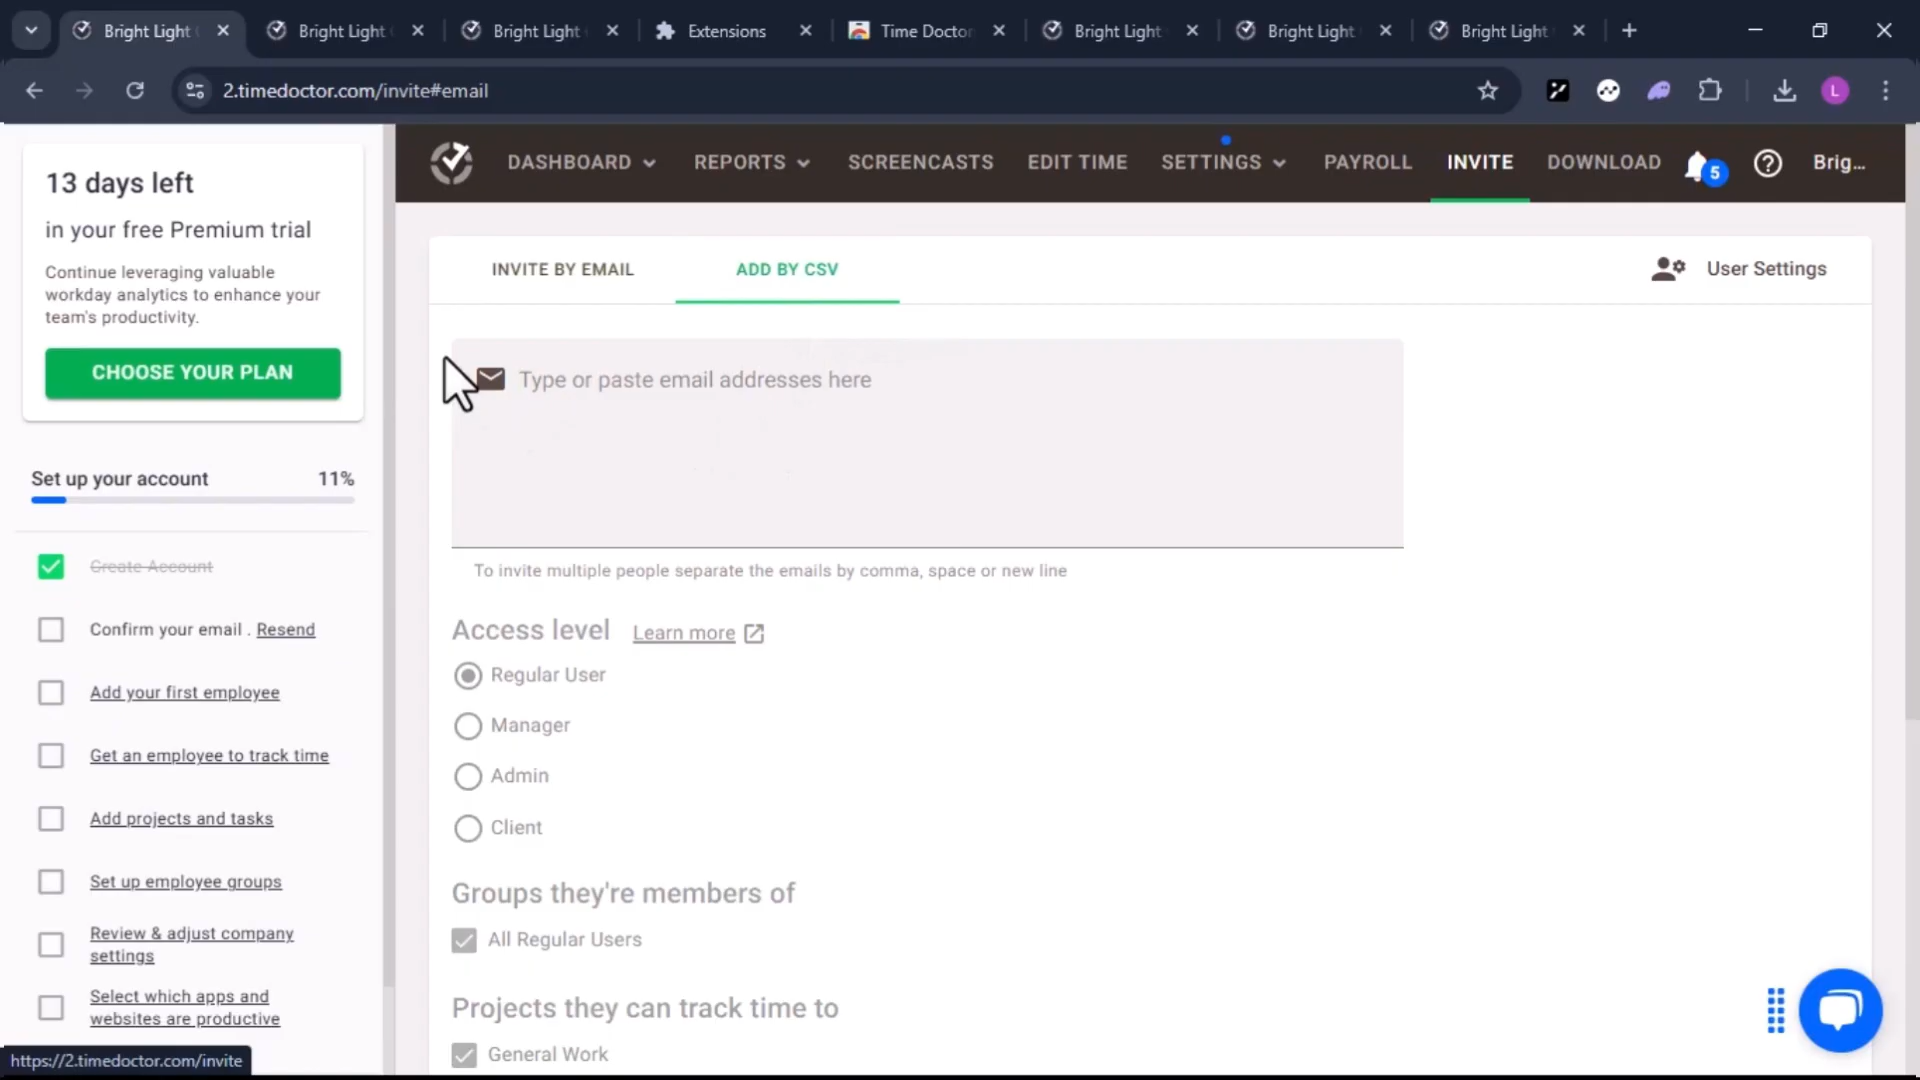 Bright Light
Bright Light
Bright Light
Extensions
Time Doctor
Bright Light
Bright Light
Bright Light
2.timedoctor.com/invite#email
L
13 days left
in your free Premium trial
Continue leveraging valuable
workday analytics to enhance your
team's productivity.
CHOOSE YOUR PLAN
Set up your account 11%
Create Account
Confirm your email . Resend
Add your first employee
Get an employee to track time
Add projects and tasks
Set up employee groups
Review & adjust company
settings
Select which apps and
websites are productive
https://2.timedoctor.com/invite
DASHBOARD REPORTS SCREENCASTS EDIT TIME SETTINGS PAYROLL INVITE DOWNLOAD 5 Brig...
INVITE BY EMAIL ADD BY CSV User Settings
Type or paste email addresses here
To invite multiple people separate the emails by comma, space or new line
Access level Learn more
Regular User
Manager
Admin
Client
Groups they're members of
All Regular Users
Projects they can track time to
General Work